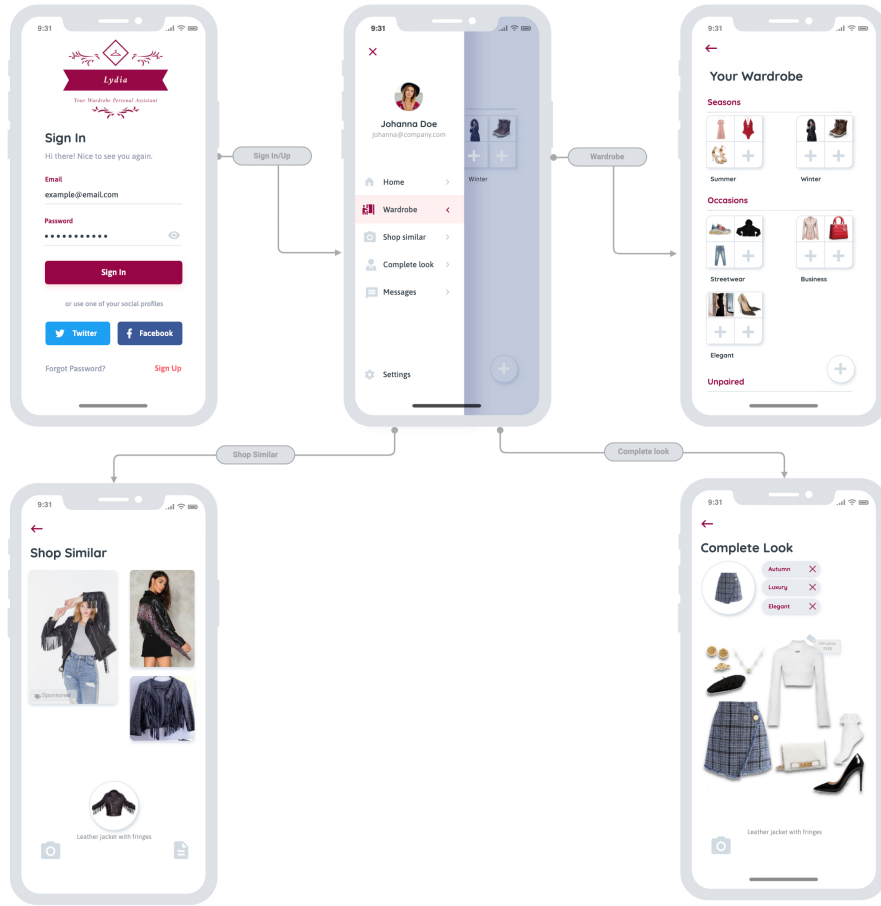 9:31
Lydia
Your Wardrobe Personal Assistant
Sign In
Hi there! Nice to see you again.
Email
example@email.com
Password
Sign In
or use one of your social profiles
Twitter
Facebook
Forgot Password?
Sign Up
Sign In/Up
9:31
Johanna Doe
johanna@company.com
Home
Wardrobe
Shop similar
Complete look
Messages
Settings
Winter
Wardrobe
9:31
Your Wardrobe
Seasons
Summer
Winter
Occasions
Streetwear
Business
Elegant
Unpaired
Shop Similar
Complete look
9:31
Shop Similar
Sponsored
Leather jacket with fringes
9:31
Complete Look
Autumn
Luxury
Elegant
Leather jacket with fringes